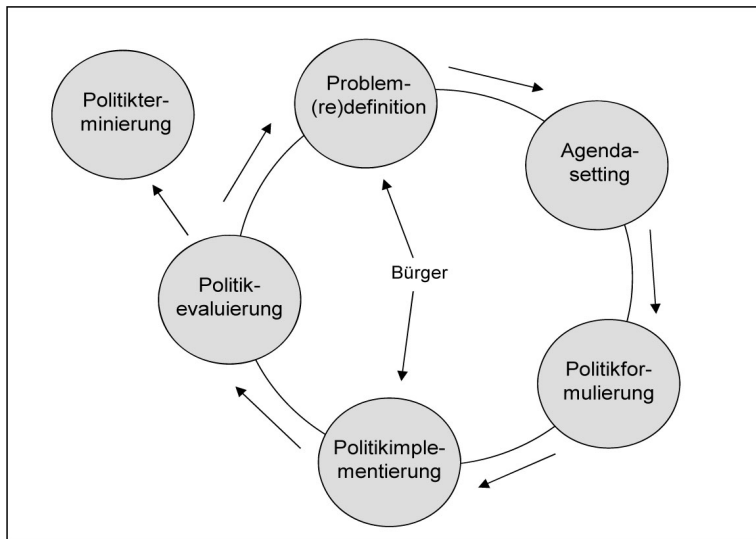 Problem-
(re)definition
Politikter-
minierung
Agenda-
setting
Politik-
evaluierung
Bürger
Politikfor-
mulierung
Politikimple-
mentierung